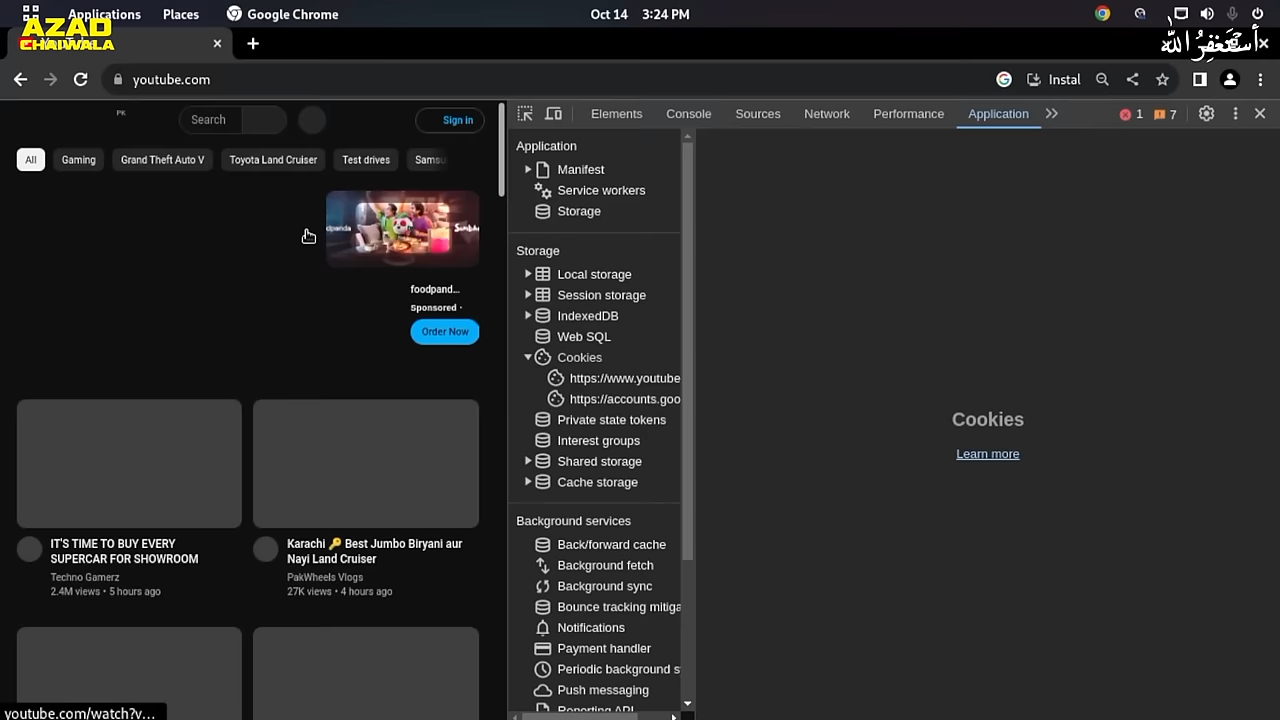 Applications Places Google Chrome Oct 14 3:24 PM
AZAD
CHAIWALA
أستغفر الله
youtube.com Instal
PK
Search Sign in
All Gaming Grand Theft Auto V Toyota Land Cruiser Test drives Samsu
foodpand...
Sponsored ·
Order Now
IT'S TIME TO BUY EVERY
SUPERCAR FOR SHOWROOM
Techno Gamerz
2.4M views • 5 hours ago
Karachi 🔑 Best Jumbo Biryani aur
Nayi Land Cruiser
PakWheels Vlogs
27K views • 4 hours ago
youtube.com/watch?v...
Elements Console Sources Network Performance Application 1 7
Application
Manifest
Service workers
Storage
Storage
Local storage
Session storage
IndexedDB
Web SQL
Cookies
https://www.youtube
https://accounts.goo
Private state tokens
Interest groups
Shared storage
Cache storage
Background services
Back/forward cache
Background fetch
Background sync
Bounce tracking mitiga
Notifications
Payment handler
Periodic background s
Push messaging
Reporting API
Cookies
Learn more